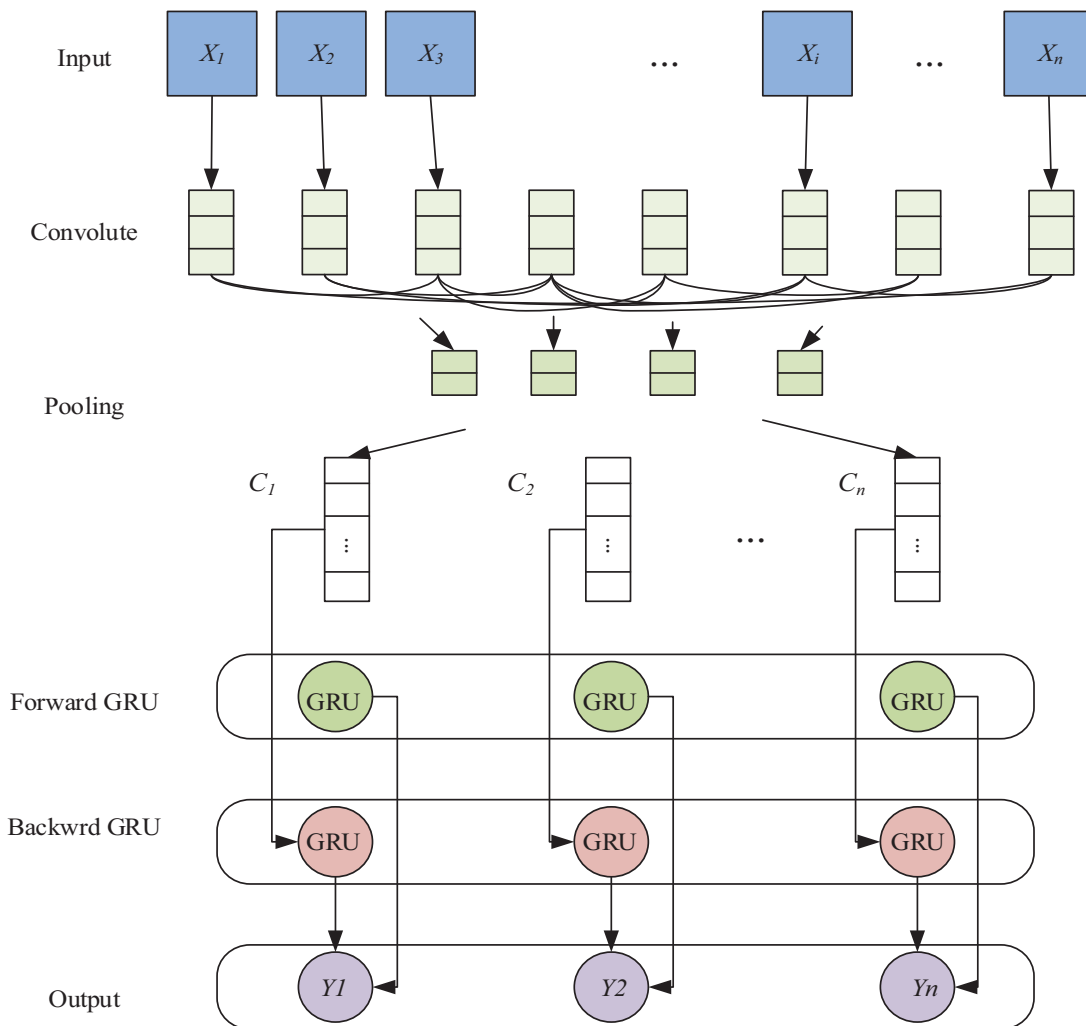 Input X1 X2 X3 ... Xi ... Xn
Convolute
Pooling
C1 C2 Cn
... ... ... ...
Forward GRU GRU GRU GRU
Backwrd GRU GRU GRU GRU
Output Y1 Y2 Yn